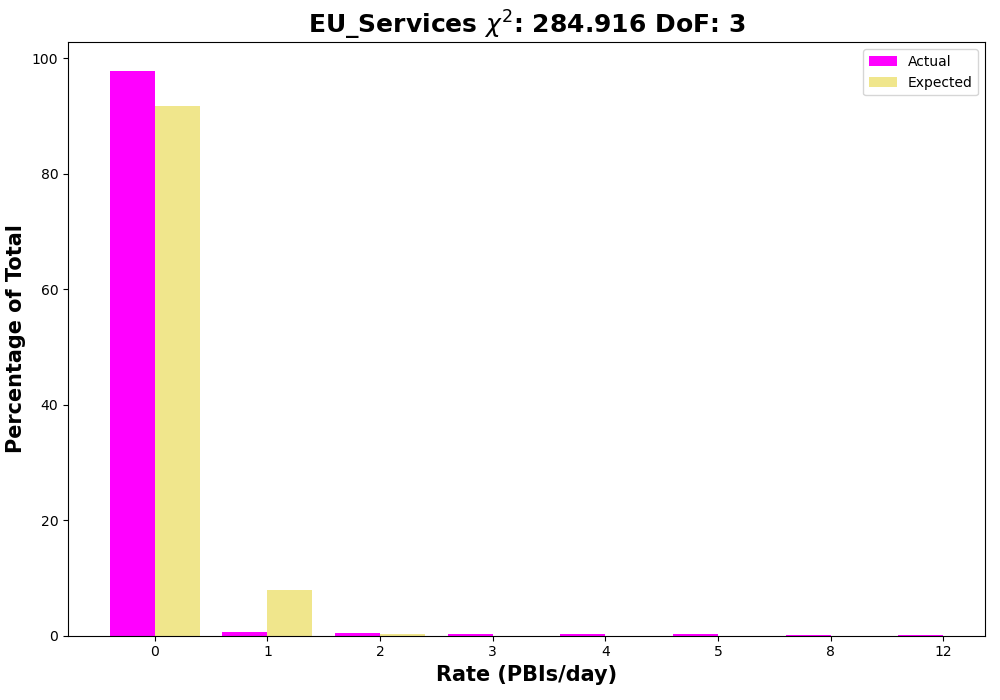 EU_Services χ²: 284.916 DoF: 3
Actual
Expected
Percentage of Total
100
80
60
40
20
0
0 1 2 3 4 5 8 12
Rate (PBIs/day)